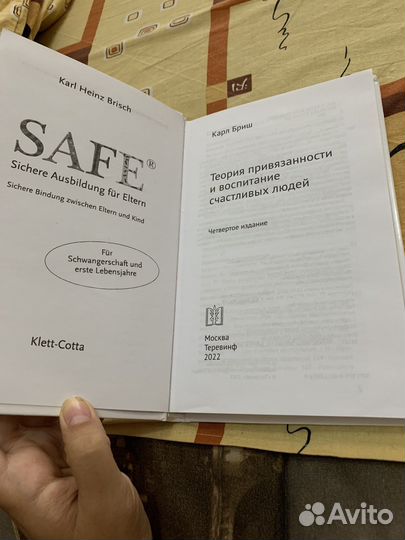 Karl Heinz Brisch
SAFE®
Sichere Ausbildung für Eltern
Sichere Bindung zwischen Eltern und Kind
Für
Schwangerschaft und
erste Lebensjahre
Klett-Cotta
Карл Бриш
Теория привязанности
и воспитание
счастливых людей
Четвертое издание
Москва
Теревинф
2022
Avito